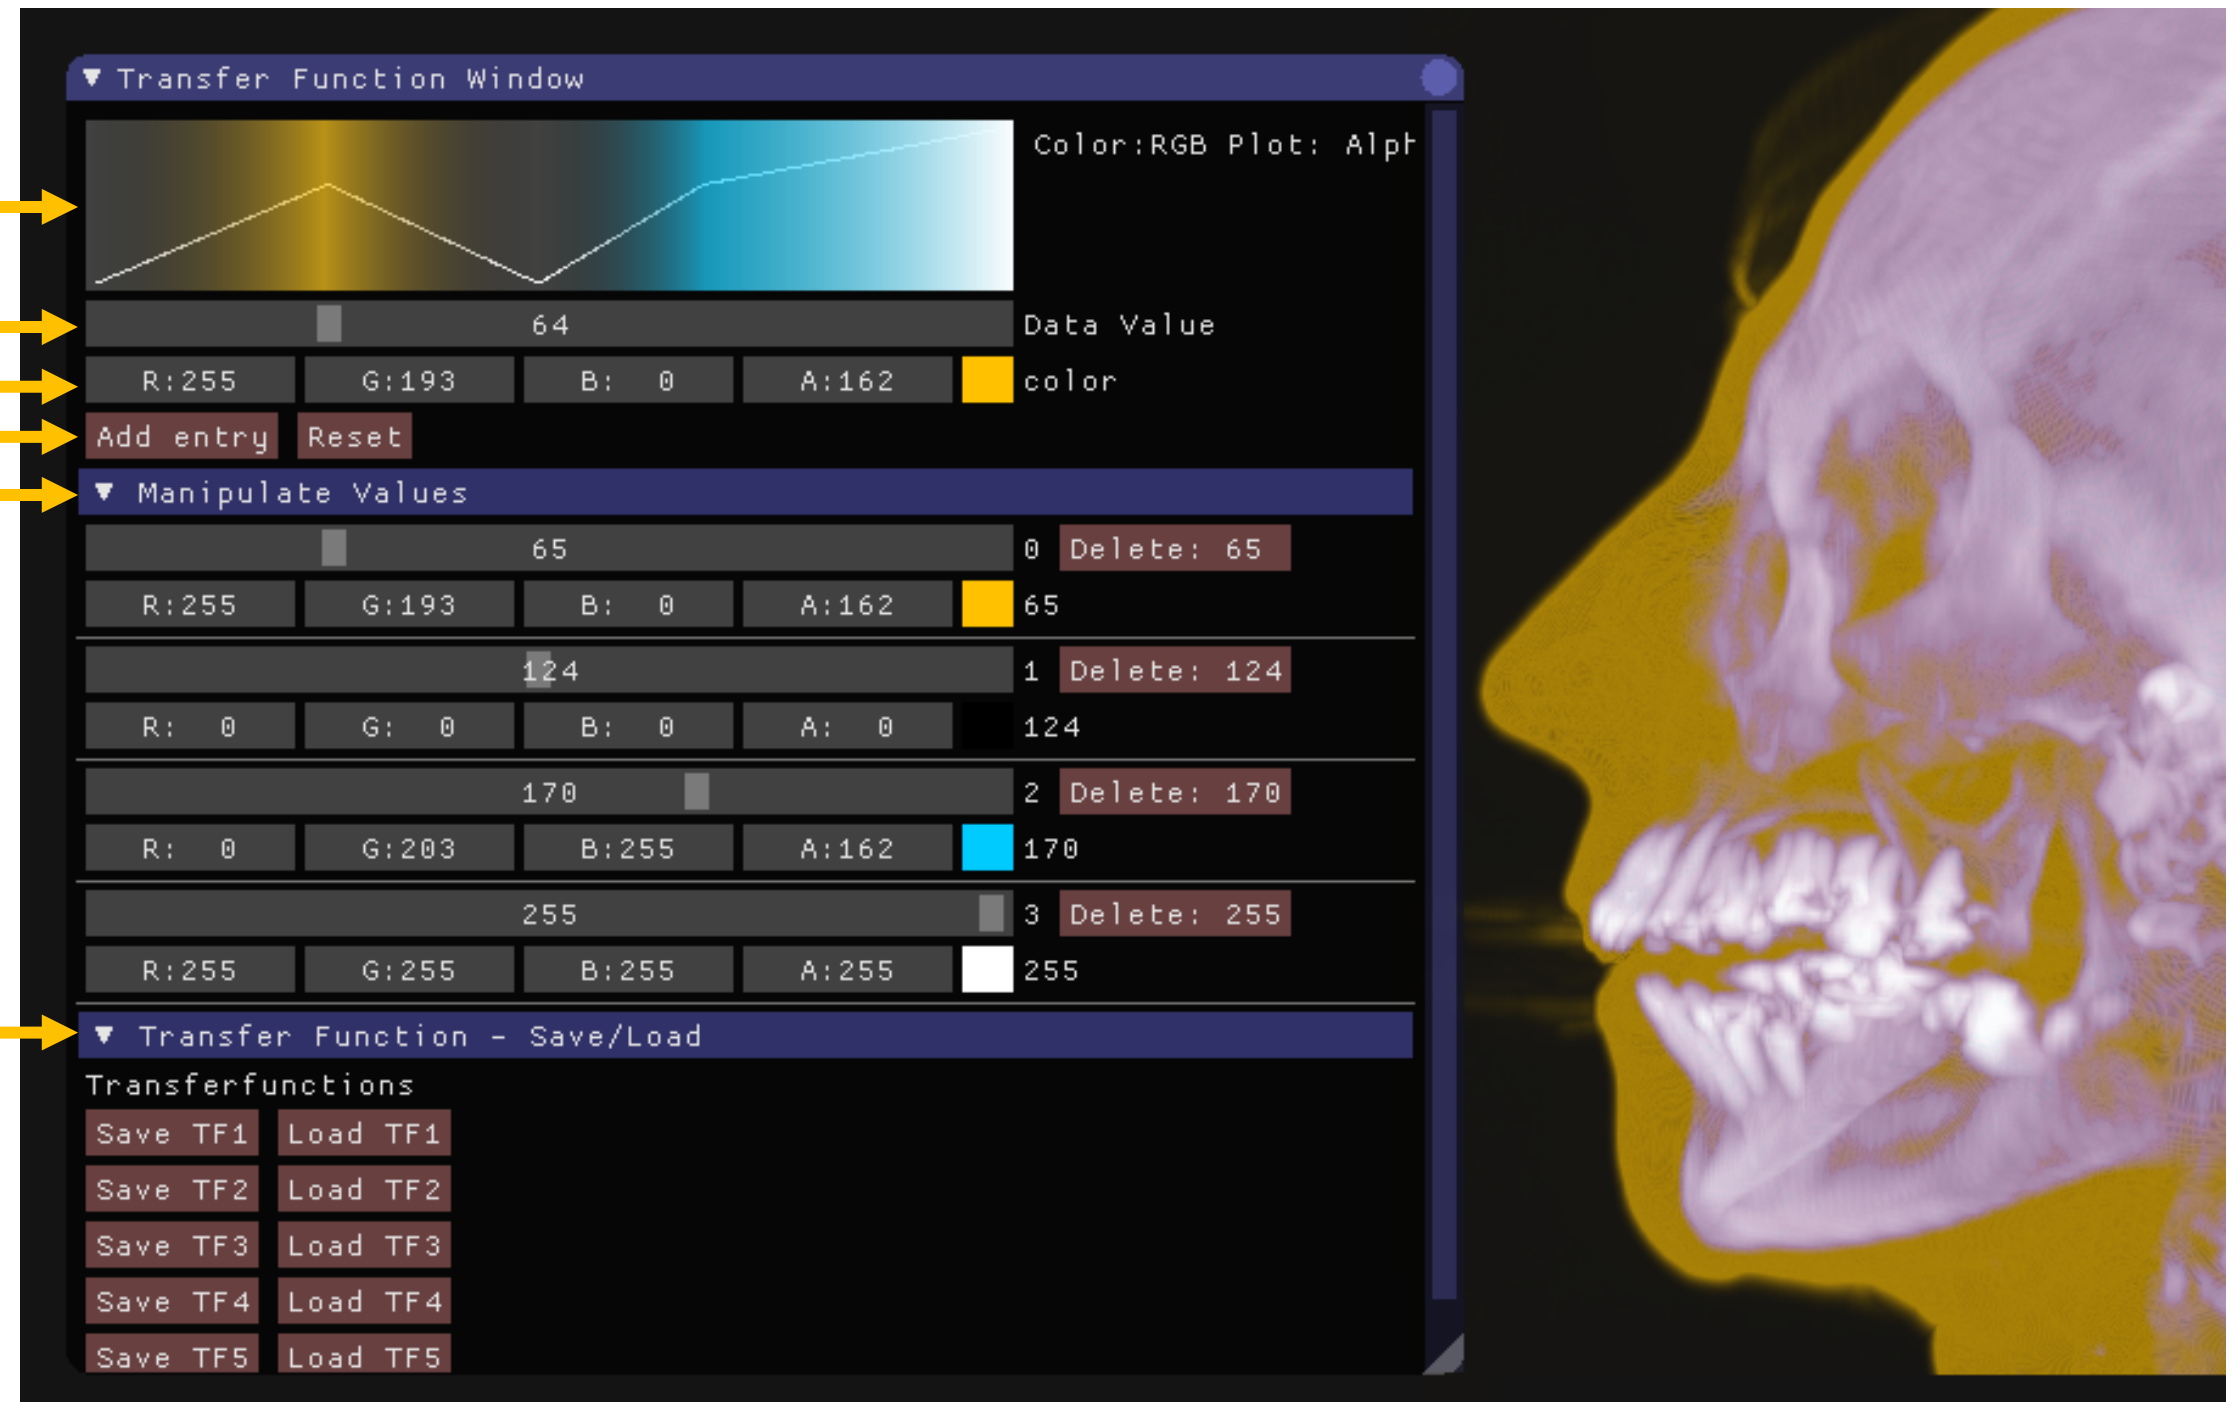 Transfer Function Window
Color:RGB Plot: Alph
64 Data Value
R:255 G:193 B: 0 A:162 color
Add entry Reset
Manipulate Values
65 0 Delete: 65
R:255 G:193 B: 0 A:162 65
124 1 Delete: 124
R: 0 G: 0 B: 0 A: 0 124
170 2 Delete: 170
R: 0 G:203 B:255 A:162 170
255 3 Delete: 255
R:255 G:255 B:255 A:255 255
Transfer Function - Save/Load
Transferfunctions
Save TF1 Load TF1
Save TF2 Load TF2
Save TF3 Load TF3
Save TF4 Load TF4
Save TF5 Load TF5